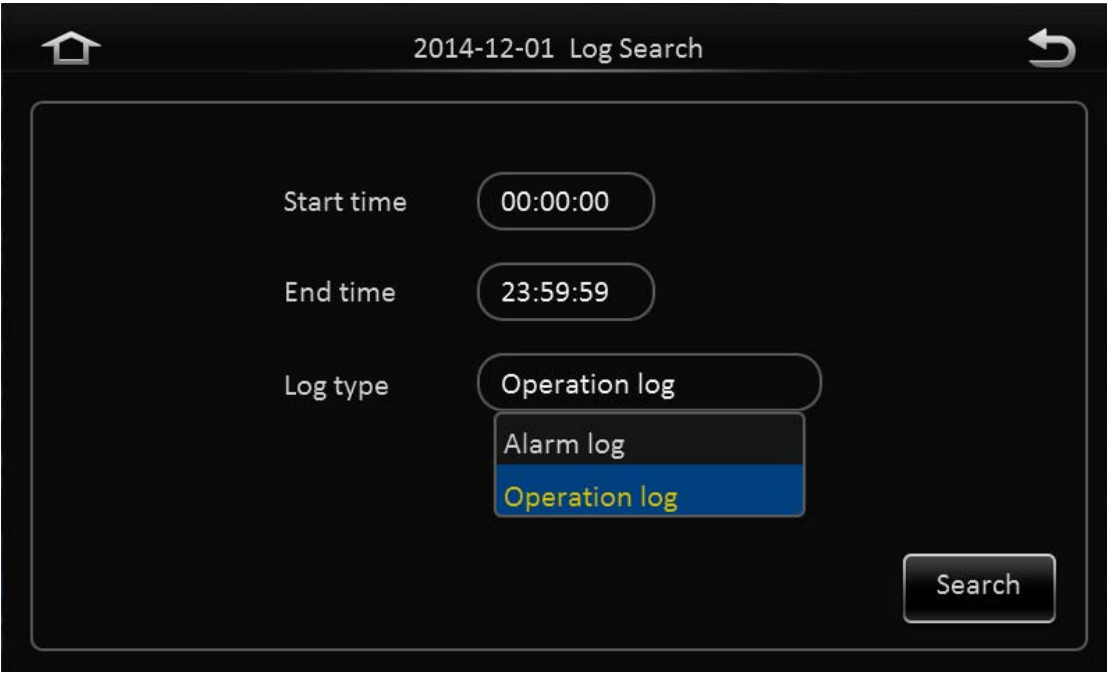 2014-12-01 Log Search
Start time 00:00:00
End time 23:59:59
Log type Operation log
Alarm log
Operation log
Search